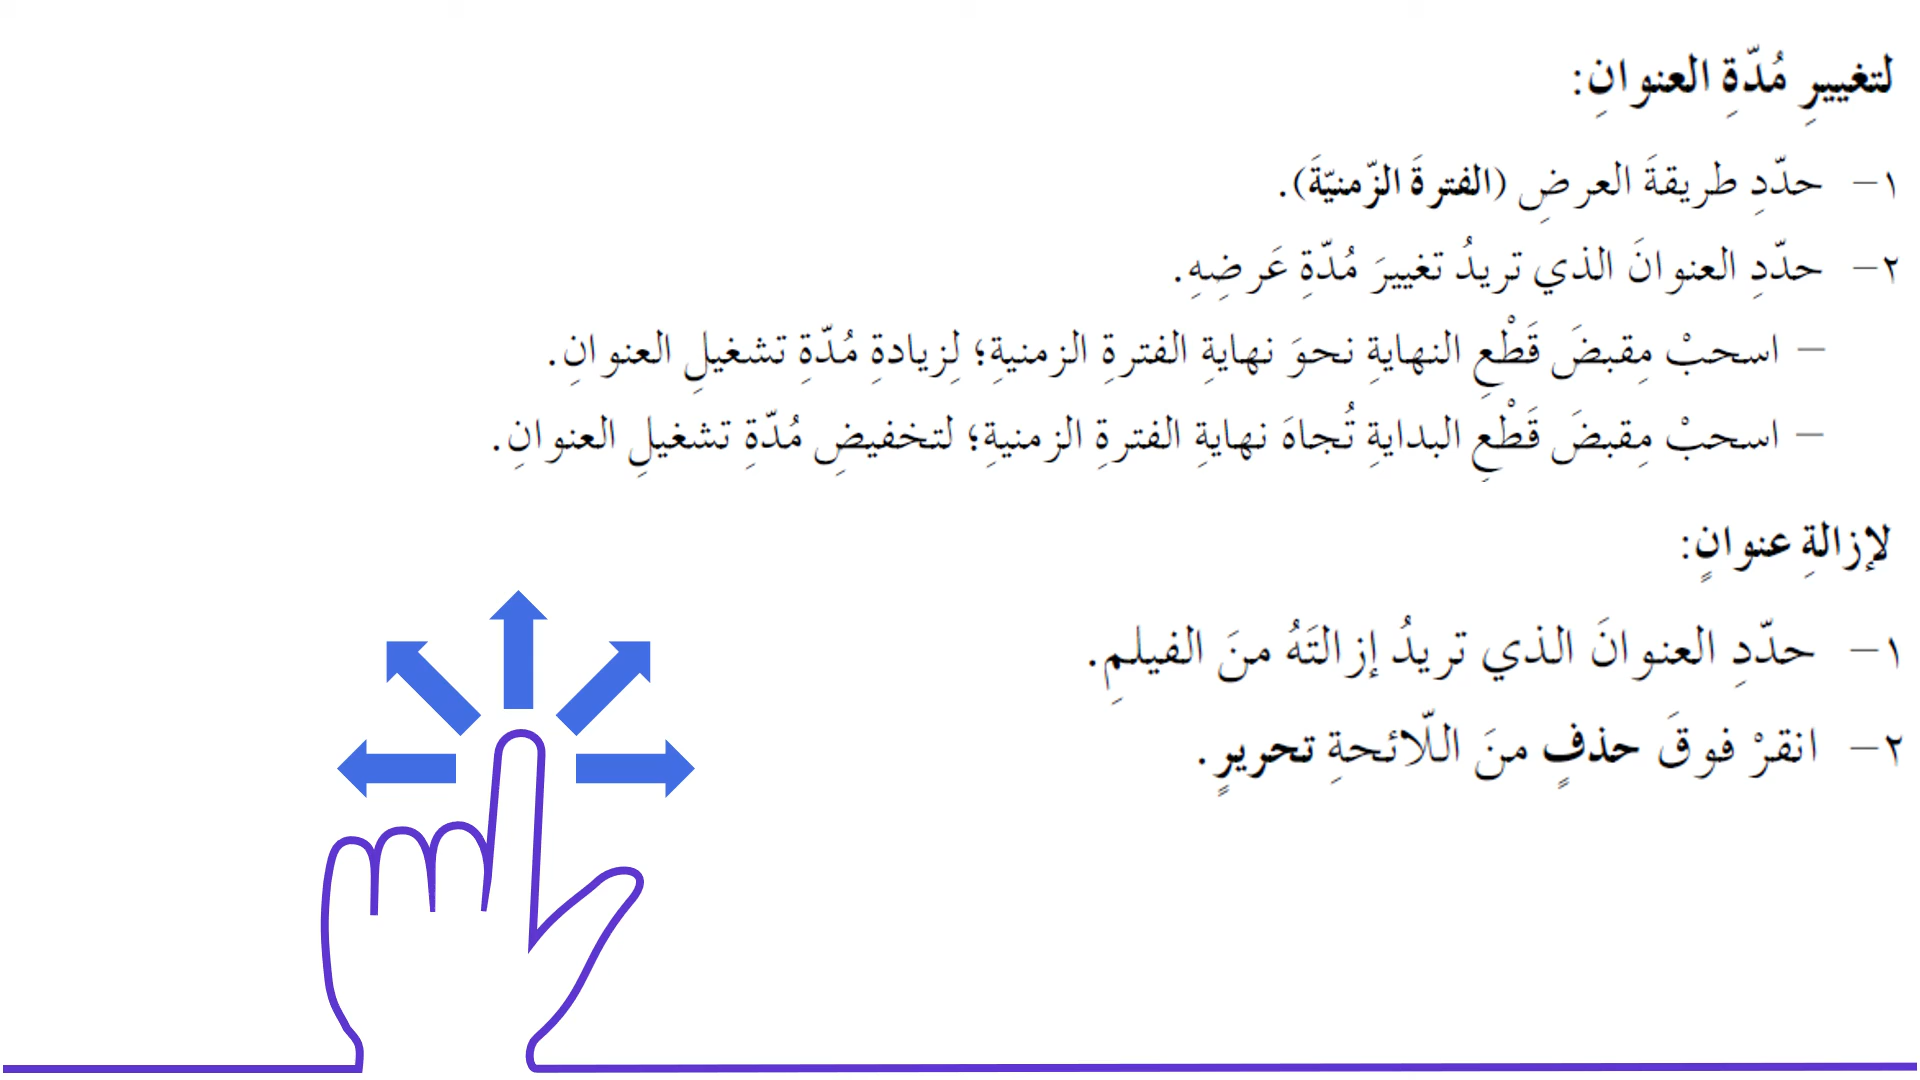 لتغييرِ مُدّةِ العنوانِ:
١– حدّدِ طريقةَ العرضِ (الفترةَ الزّمنيّةَ).
٢– حدّدِ العنوانَ الذي تريدُ تغييرَ مُدّةِ عَرضِهِ.
– اسحبْ مِقبضَ قَطْعِ النهايةِ نحوَ نهايةِ الفترةِ الزمنيةِ؛ لِزيادةِ مُدّةِ تشغيلِ العنوانِ.
– اسحبْ مِقبضَ قَطْعِ البدايةِ تُجاهَ نهايةِ الفترةِ الزمنيةِ؛ لتخفيضِ مُدّةِ تشغيلِ العنوانِ.
لإزالةِ عنوانٍ:
١– حدّدِ العنوانَ الذي تريدُ إزالتَهُ منَ الفيلمِ.
٢– انقرْ فوقَ حذفٍ منَ اللّائحةِ تحريرٍ.